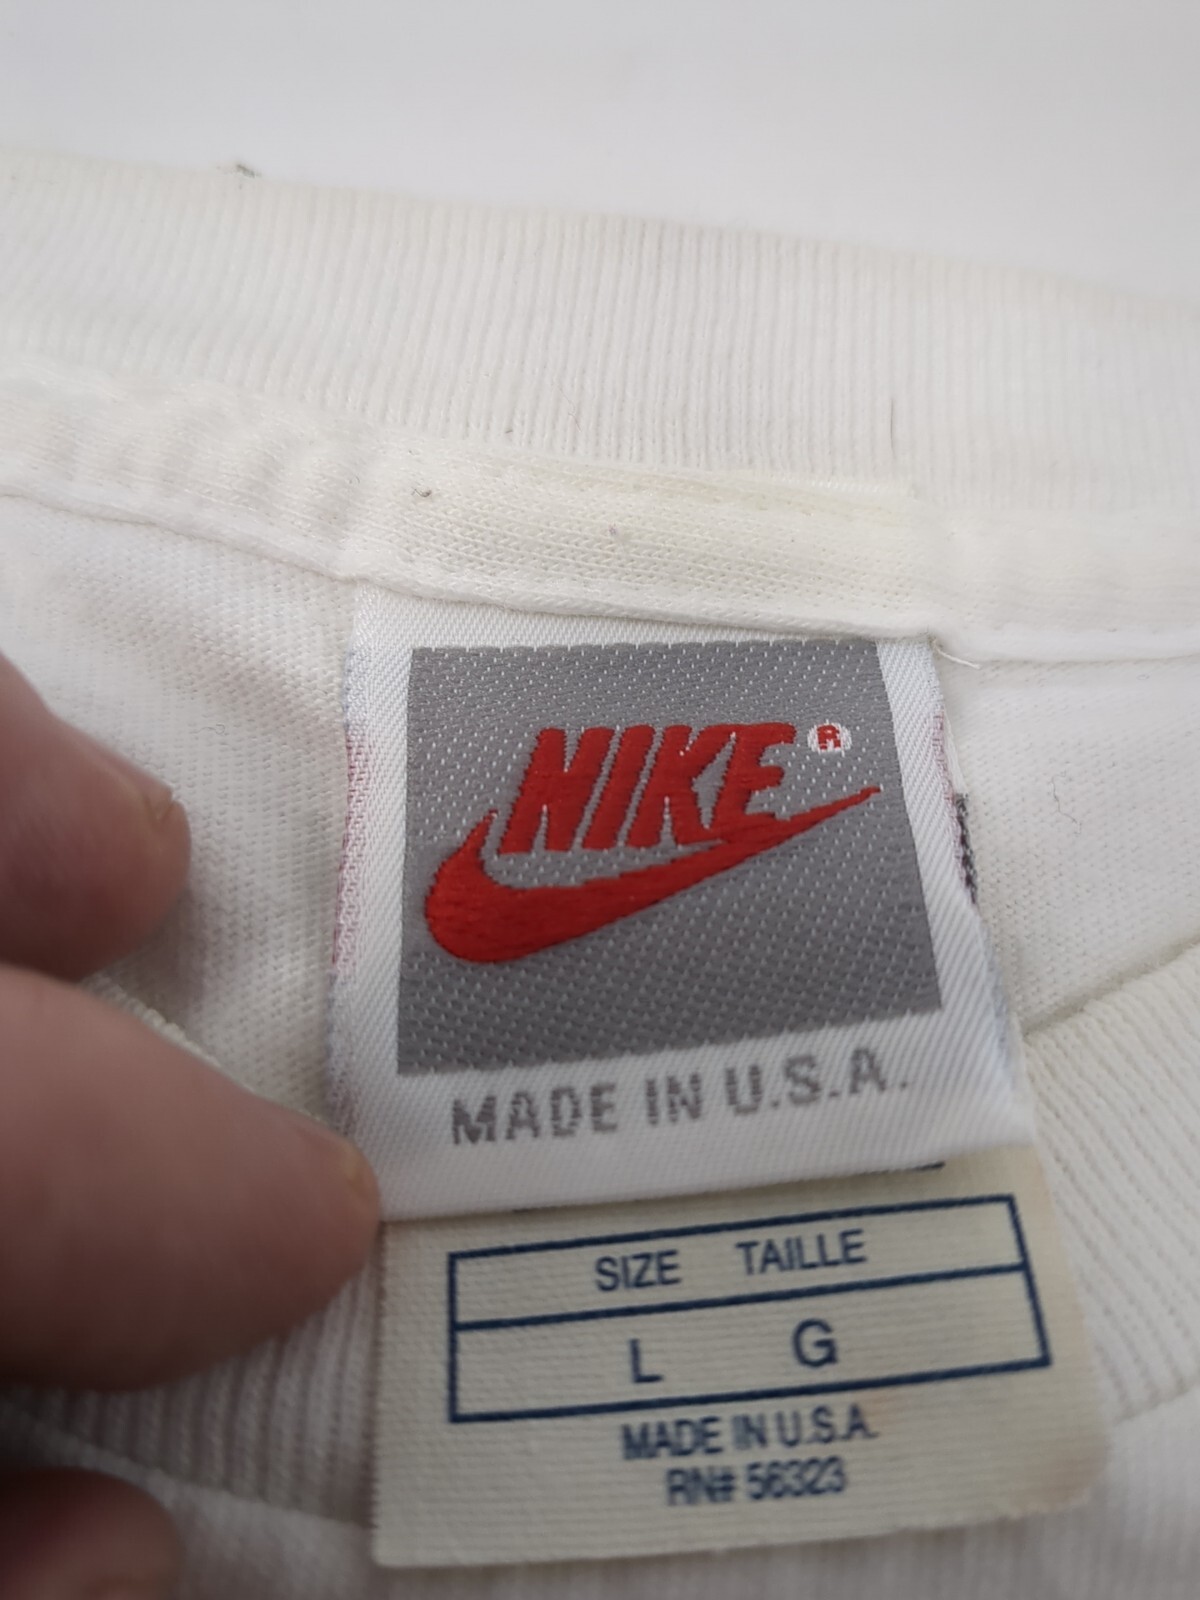 NIKE®
MADE IN U.S.A.
SIZE TAILLE
L G
MADE IN U.S.A.
RN# 56323